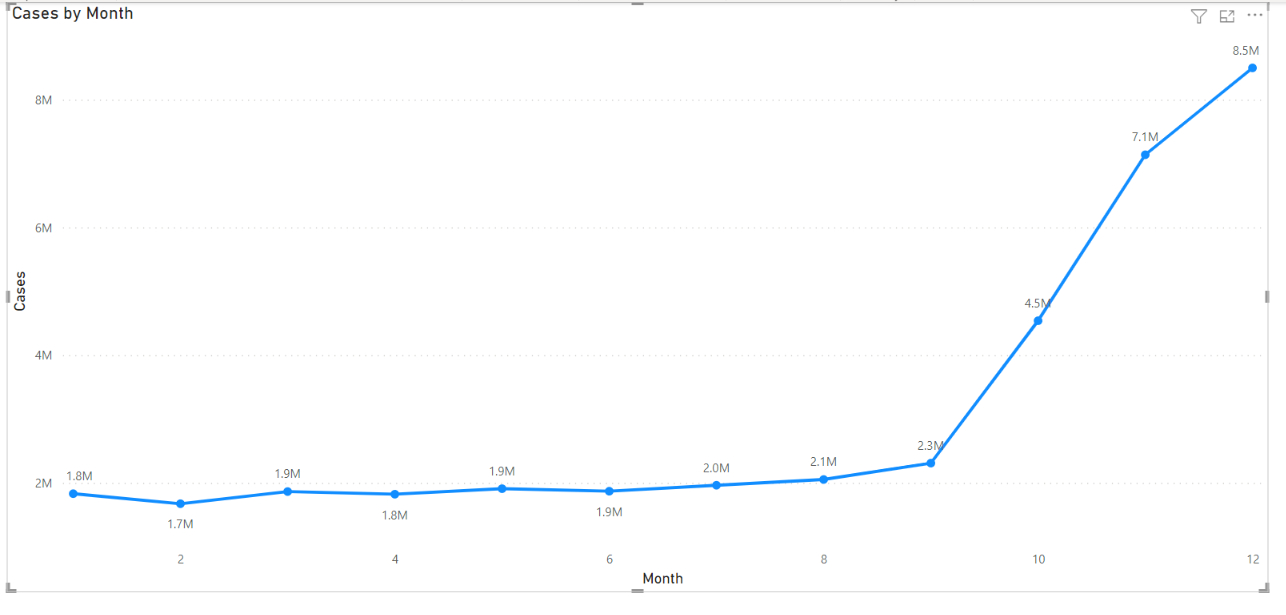 Cases by Month
8.5M
8M
7.1M
6M
Cases
4.5M
4M
2.3M
2.1M
2.0M
1.9M
1.9M
1.8M
2M
1.9M
1.8M
1.7M
2 4 6 8 10 12
Month